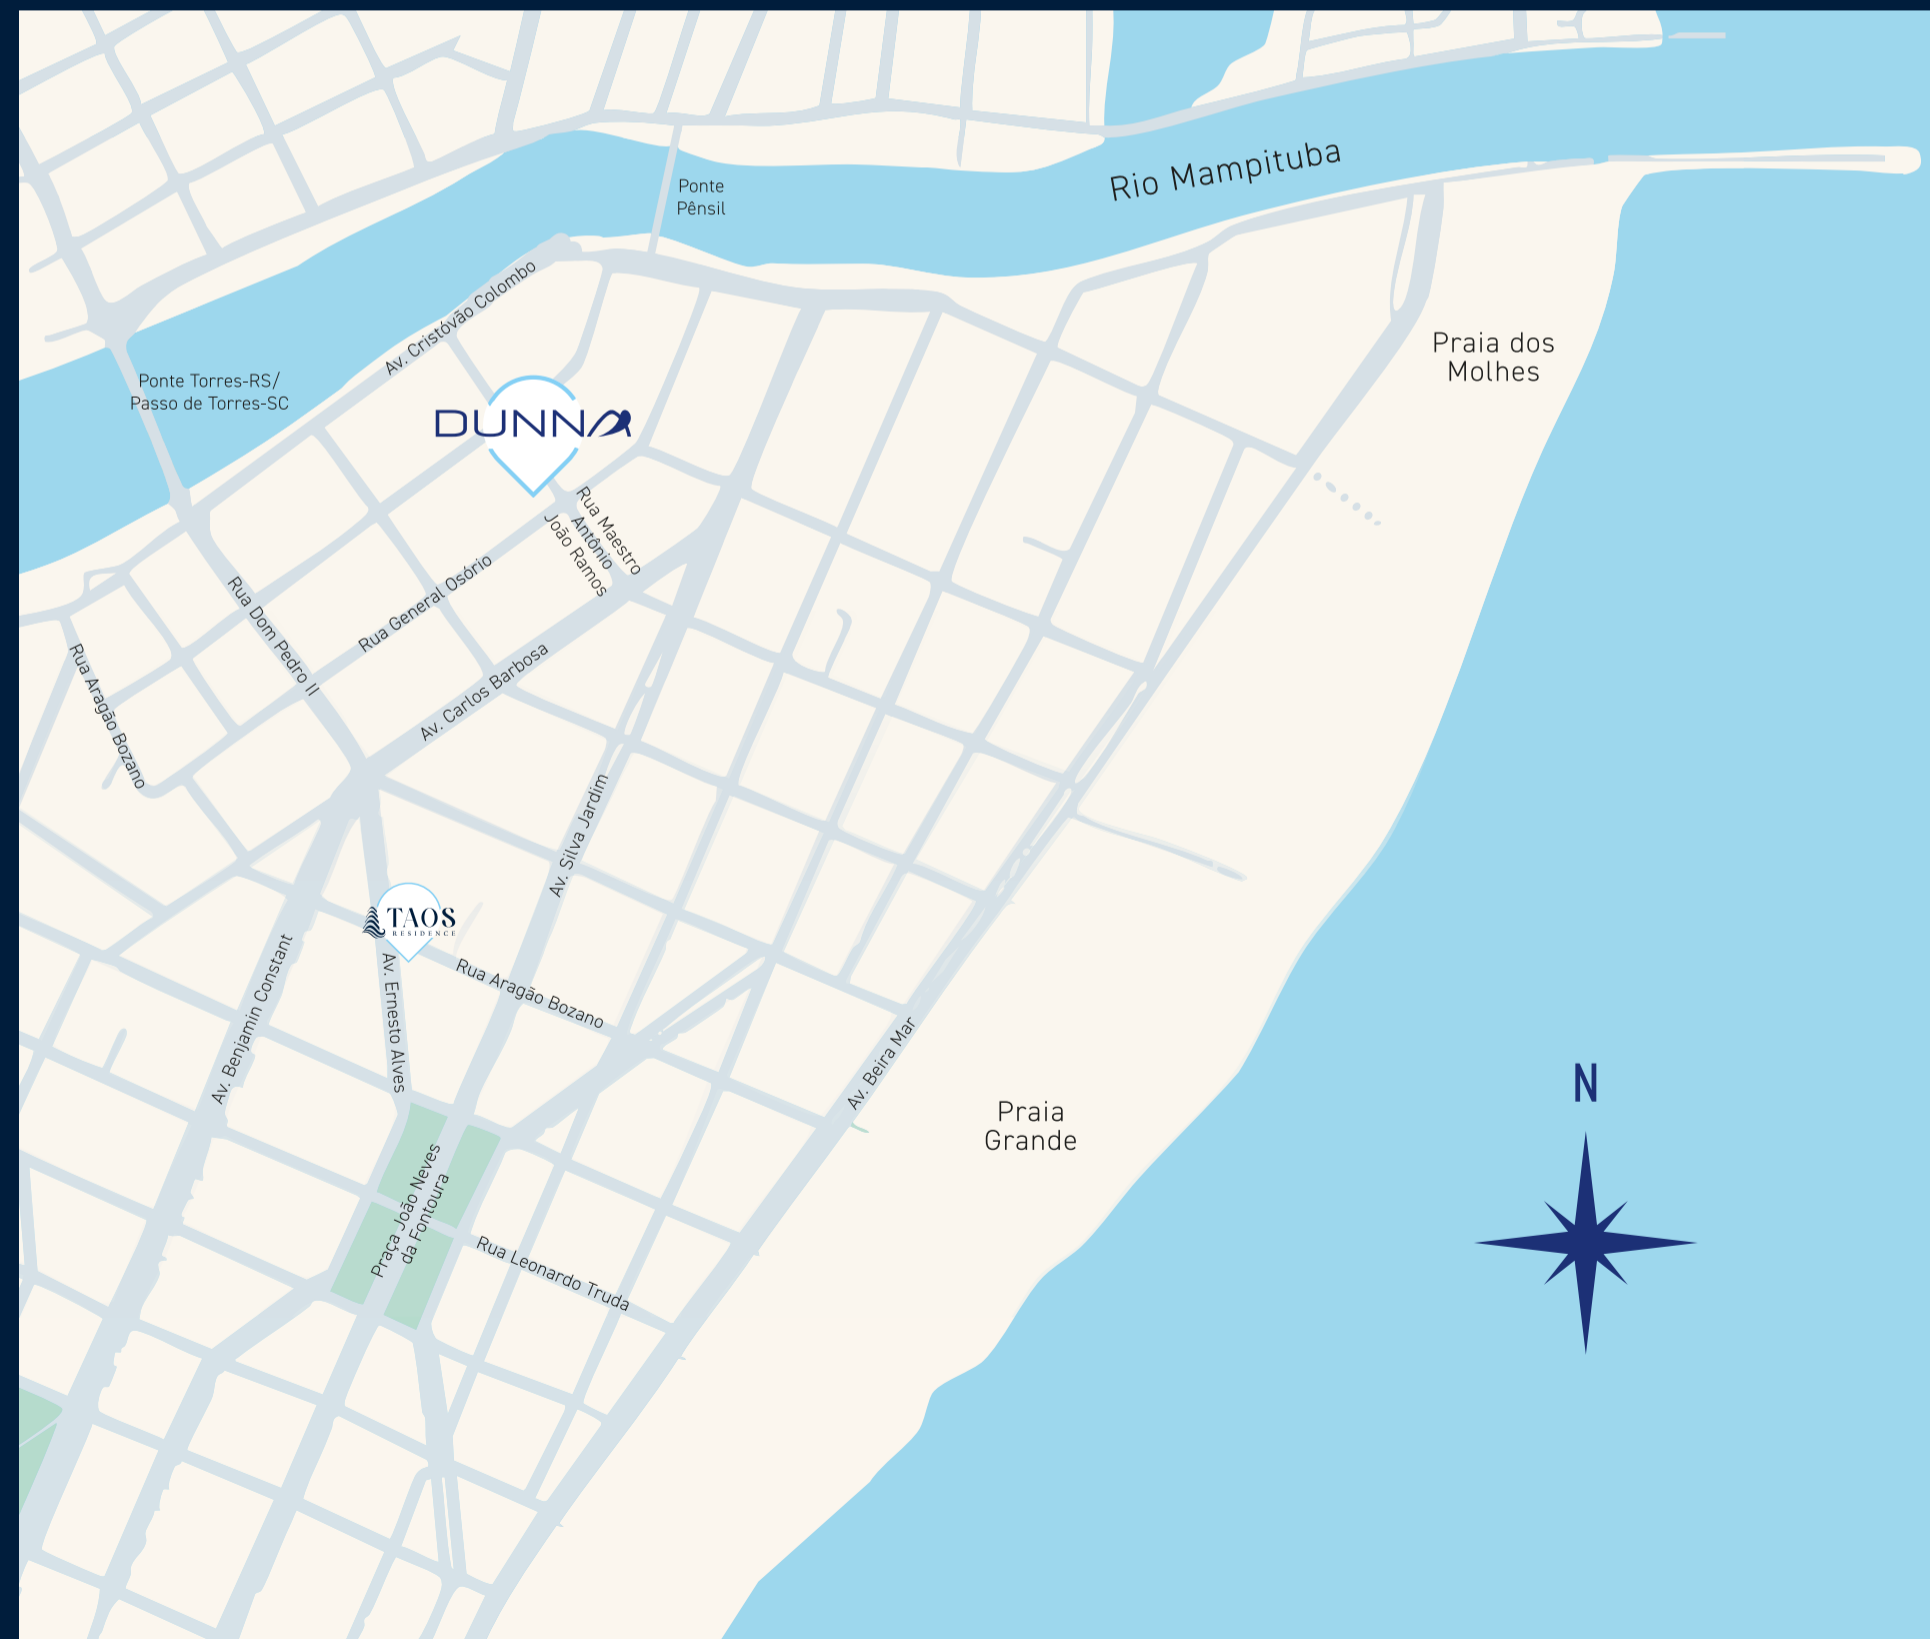 Rio Mampituba
Ponte
Pênsil
Av. Cristóvão Colombo
Praia dos
Molhes
Ponte Torres-RS/
Passo de Torres-SC
DUNNA
Rua Maestro
Antônio
João Ramos
Rua General Osório
Rua Dom Pedro II
Rua Aragão Bozano
Av. Carlos Barbosa
Av. Silva Jardim
TAOS
RESIDENCE
Av. Benjamin Constant
Av. Ernesto Alves
Rua Aragão Bozano
Av. Beira Mar
Praia
Grande
N
Praça João Neves
da Fontoura
Rua Leonardo Truda